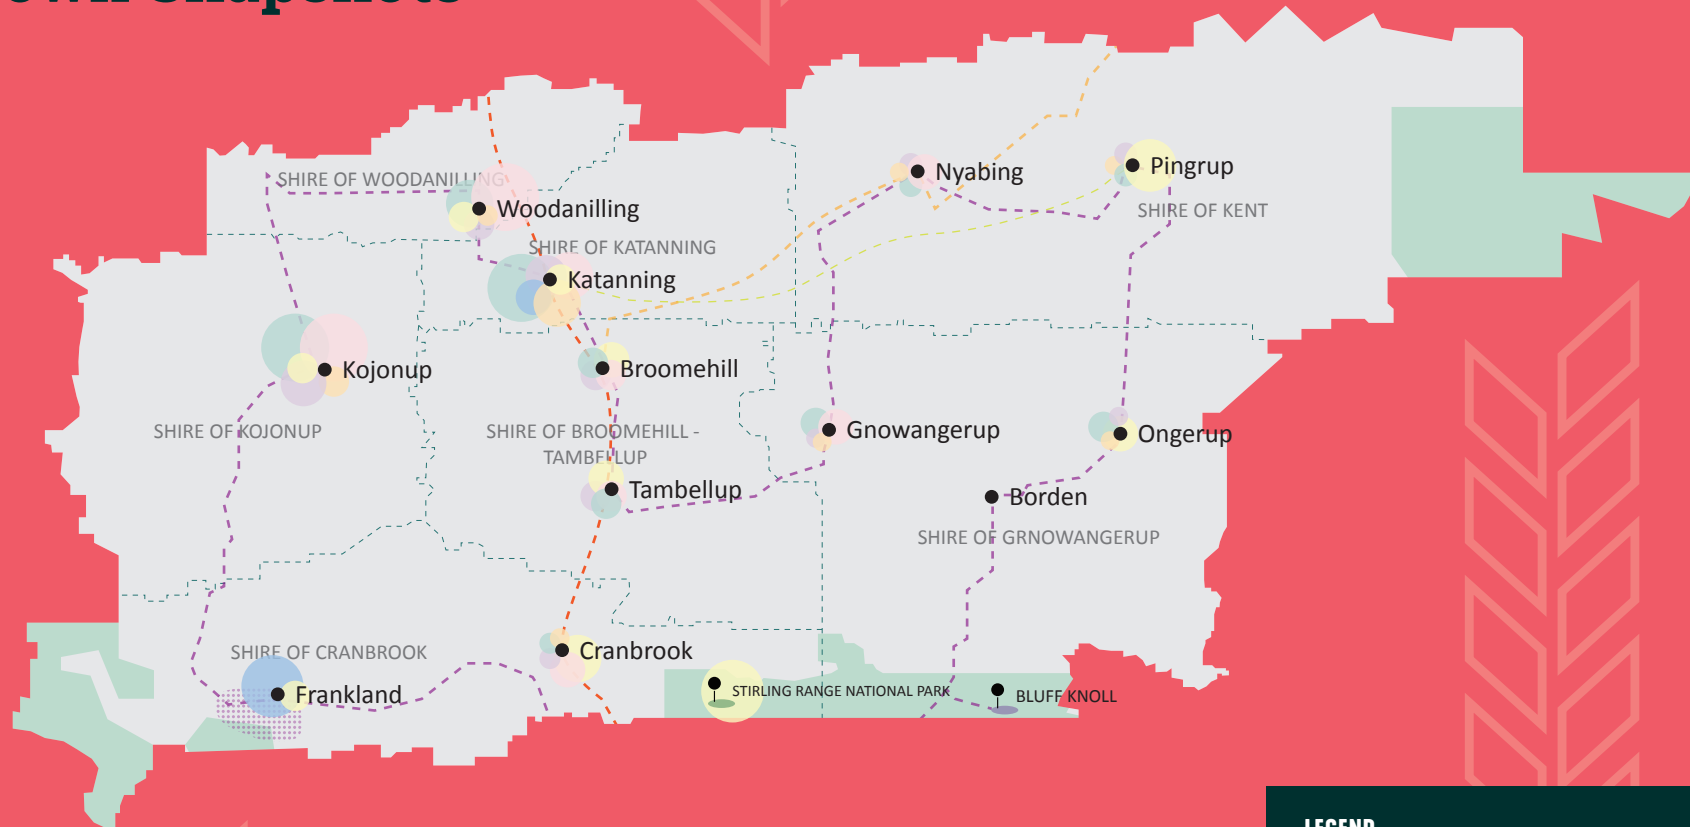 Snapshots
Nyabing
Pingrup
SHIRE OF WOODANILLING
Woodanilling
SHIRE OF KENT
SHIRE OF KATANNING
Katanning
Kojonup
Broomehill
SHIRE OF KOJONUP
SHIRE OF BROOMEHILL -
TAMBELLUP
Gnowangerup
Ongerup
Tambellup
Borden
SHIRE OF GRNOWANGERUP
SHIRE OF CRANBROOK
Cranbrook
Frankland
STIRLING RANGE NATIONAL PARK
BLUFF KNOLL
LEGEND